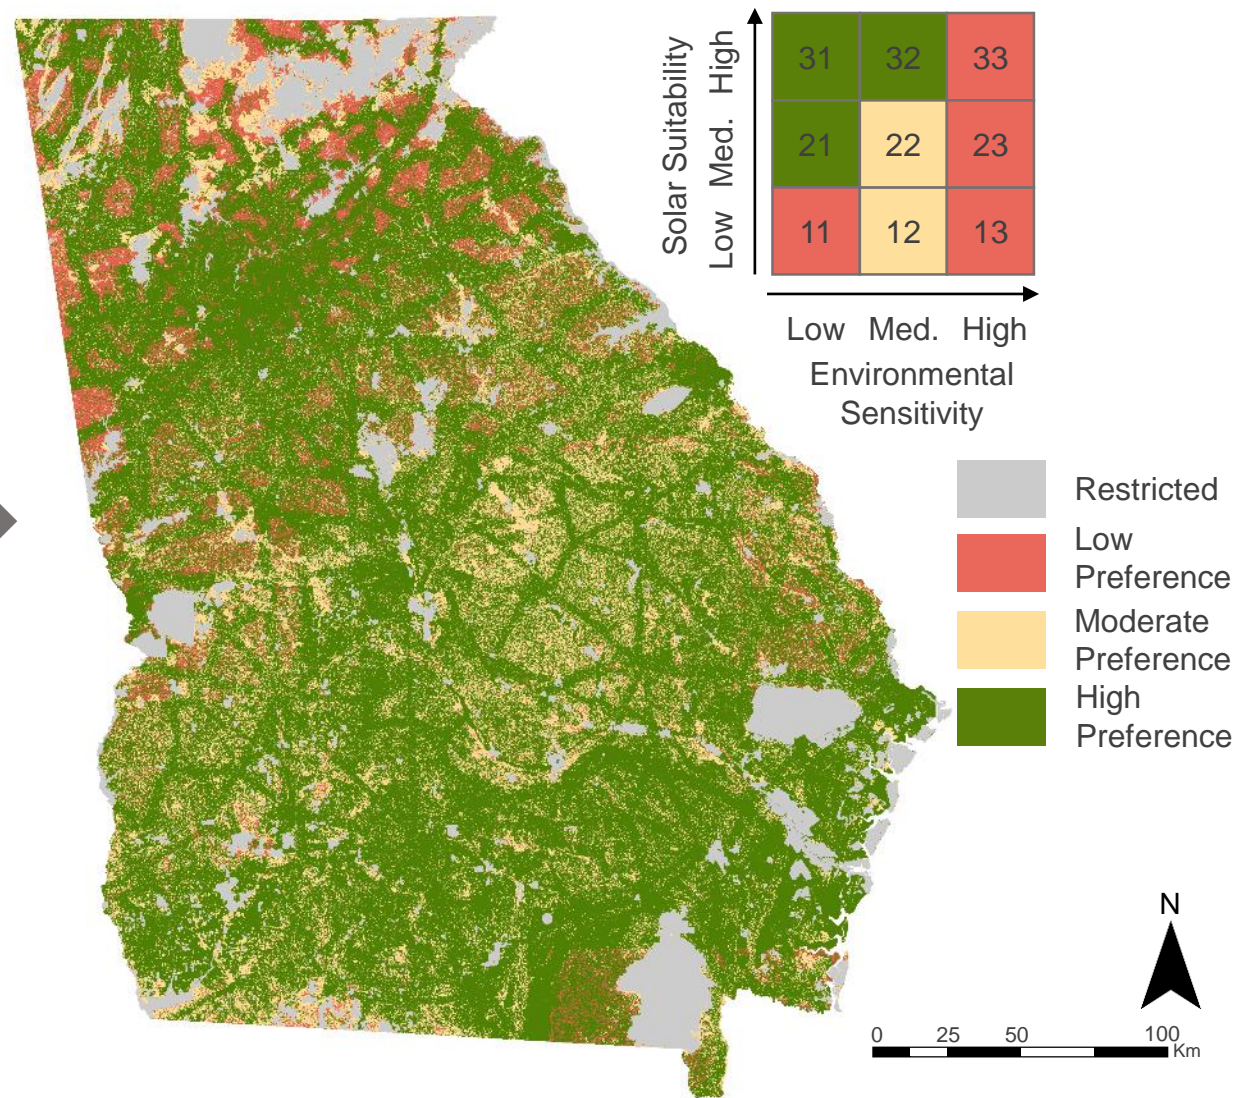 Solar Suitability
Low Med. High
31 32 33
21 22 23
11 12 13
Low Med. High
Environmental
Sensitivity
Restricted
Low
Preference
Moderate
Preference
High
Preference
N
0 25 50 100
Km